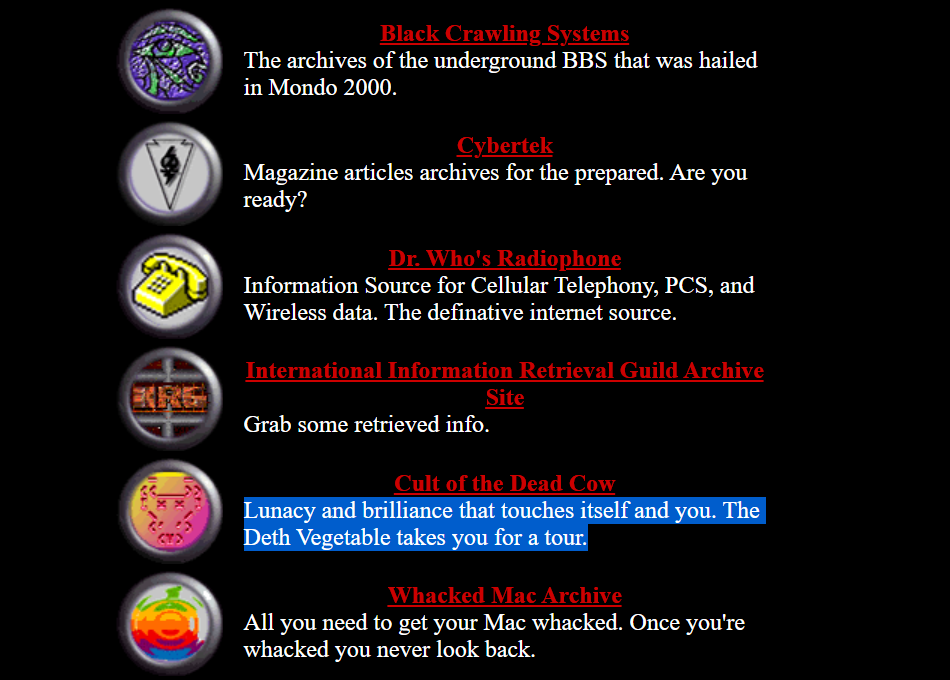 Black Crawling Systems
The archives of the underground BBS that was hailed
in Mondo 2000.
Cybertek
Magazine articles archives for the prepared. Are you
ready?
Dr. Who's Radiophone
Information Source for Cellular Telephony, PCS, and
Wireless data. The definative internet source.
International Information Retrieval Guild Archive
Site
IIRG
Grab some retrieved info.
Cult of the Dead Cow
Lunacy and brilliance that touches itself and you. The
Deth Vegetable takes you for a tour.
Whacked Mac Archive
All you need to get your Mac whacked. Once you're
whacked you never look back.